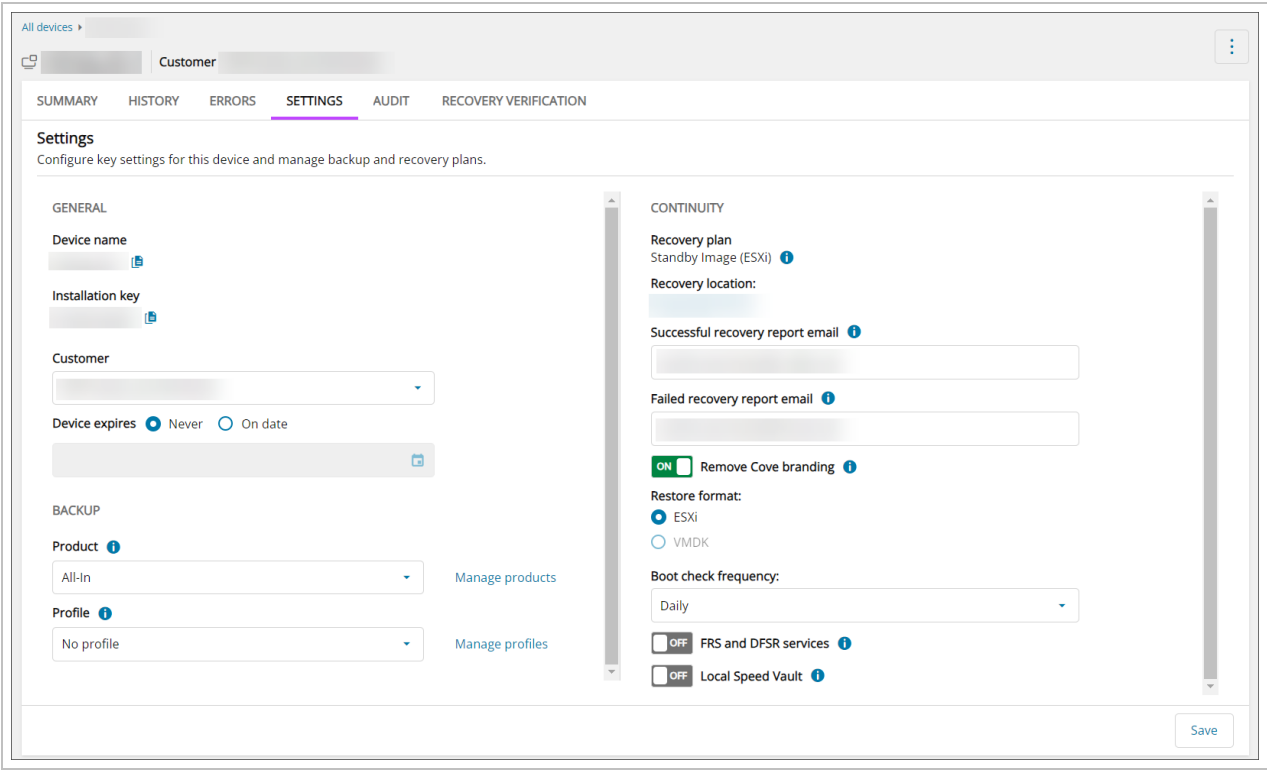 All devices
Customer
SUMMARY HISTORY ERRORS SETTINGS AUDIT RECOVERY VERIFICATION
Settings
Configure key settings for this device and manage backup and recovery plans.
GENERAL
Device name
Installation key
Customer
Device expires Never On date
BACKUP
Product
All-In Manage products
Profile
No profile Manage profiles
CONTINUITY
Recovery plan
Standby Image (ESXi)
Recovery location:
Successful recovery report email
Failed recovery report email
ON Remove Cove branding
Restore format:
ESXi
VMDK
Boot check frequency:
Daily
OFF FRS and DFSR services
OFF Local Speed Vault
Save